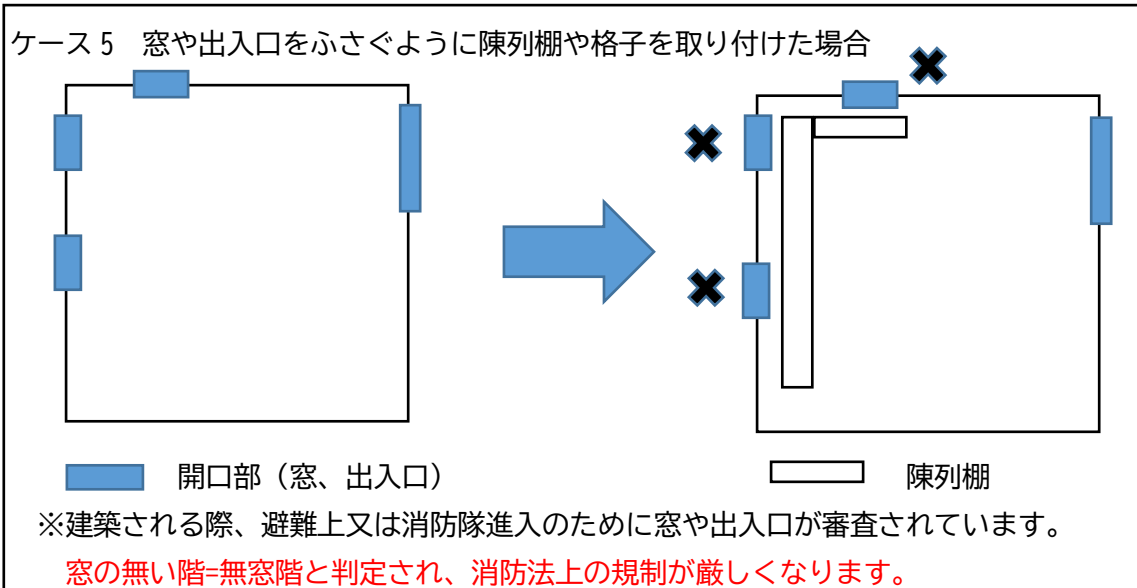 ケース５　窓や出入口をふさぐように陳列棚や格子を取り付けた場合
開口部（窓、出入口）
陳列棚
※建築される際、避難上又は消防隊進入のために窓や出入口が審査されています。
窓の無い階=無窓階と判定され、消防法上の規制が厳しくなります。